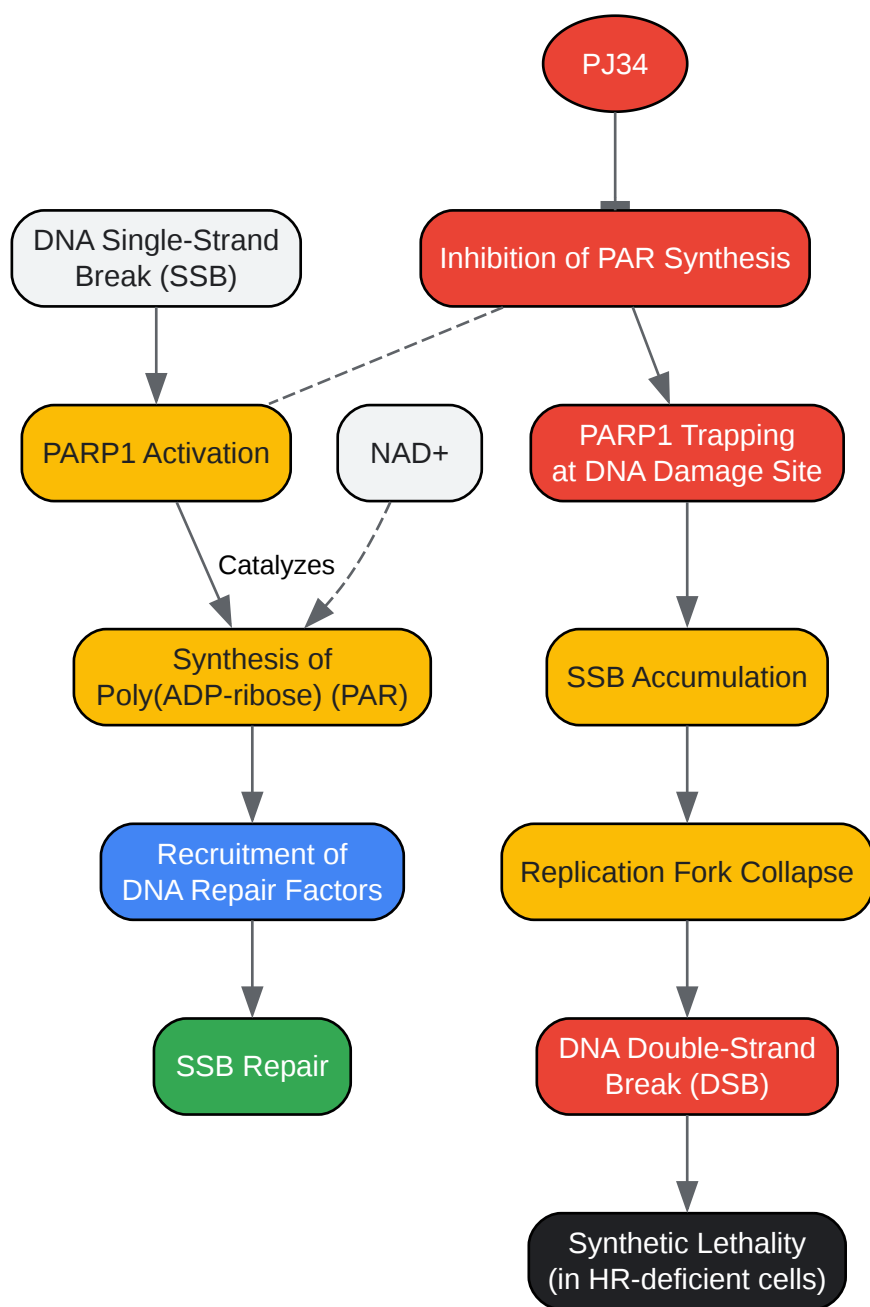 PJ34
DNA Single-Strand
Break (SSB)
Inhibition of PAR Synthesis
PARP1 Activation
NAD+
PARP1 Trapping
at DNA Damage Site
Catalyzes
Synthesis of
Poly(ADP-ribose) (PAR)
SSB Accumulation
Recruitment of
DNA Repair Factors
Replication Fork Collapse
SSB Repair
DNA Double-Strand
Break (DSB)
Synthetic Lethality
(in HR-deficient cells)